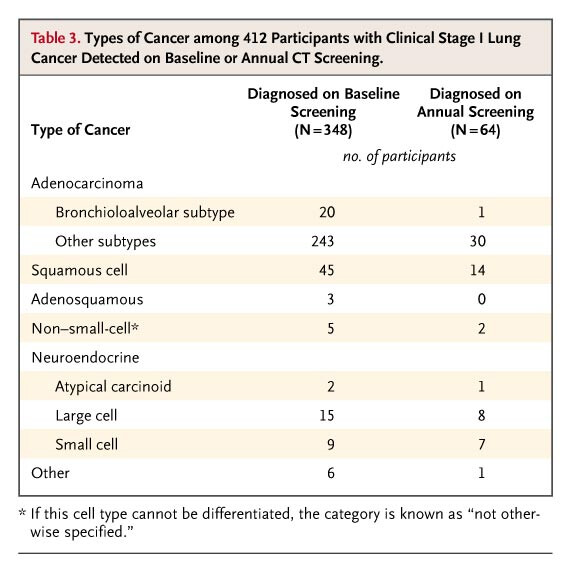 Table 3. Types of Cancer among 412 Participants with Clinical Stage I Lung
Cancer Detected on Baseline or Annual CT Screening.
Type of Cancer Diagnosed on Baseline Screening (N=348) Diagnosed on Annual Screening (N=64)
no. of participants
Adenocarcinoma
Bronchioloalveolar subtype 20 1
Other subtypes 243 30
Squamous cell 45 14
Adenosquamous 3 0
Non–small-cell* 5 2
Neuroendocrine
Atypical carcinoid 2 1
Large cell 15 8
Small cell 9 7
Other 6 1
* If this cell type cannot be differentiated, the category is known as “not other-
wise specified.”